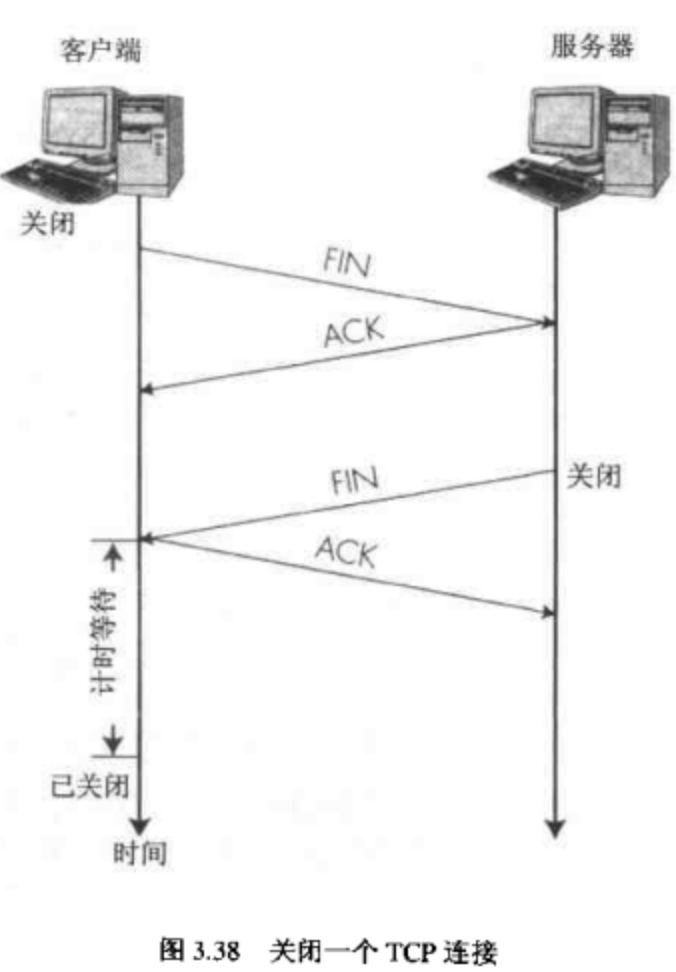 客户端
服务器
关闭
FIN
ACK
FIN
关闭
ACK
计时等待
已关闭
时间
图 3.38 关闭一个 TCP 连接